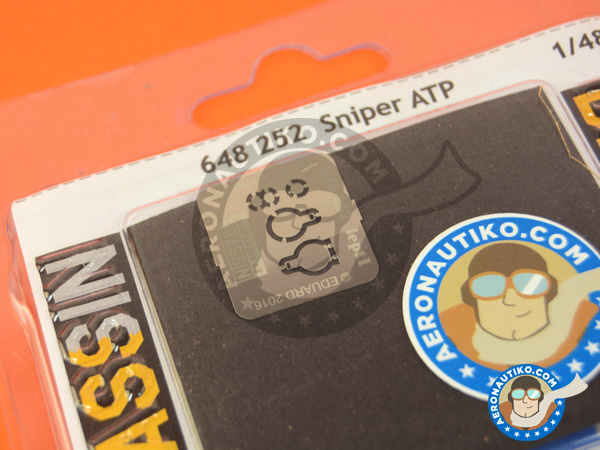 1/48
648 252 Sniper ATP
AERONAUTIKO.COM
© EDUARD 2016
ASSIN
AERONAUTIKO.COM
AERONAUTIKO.COM